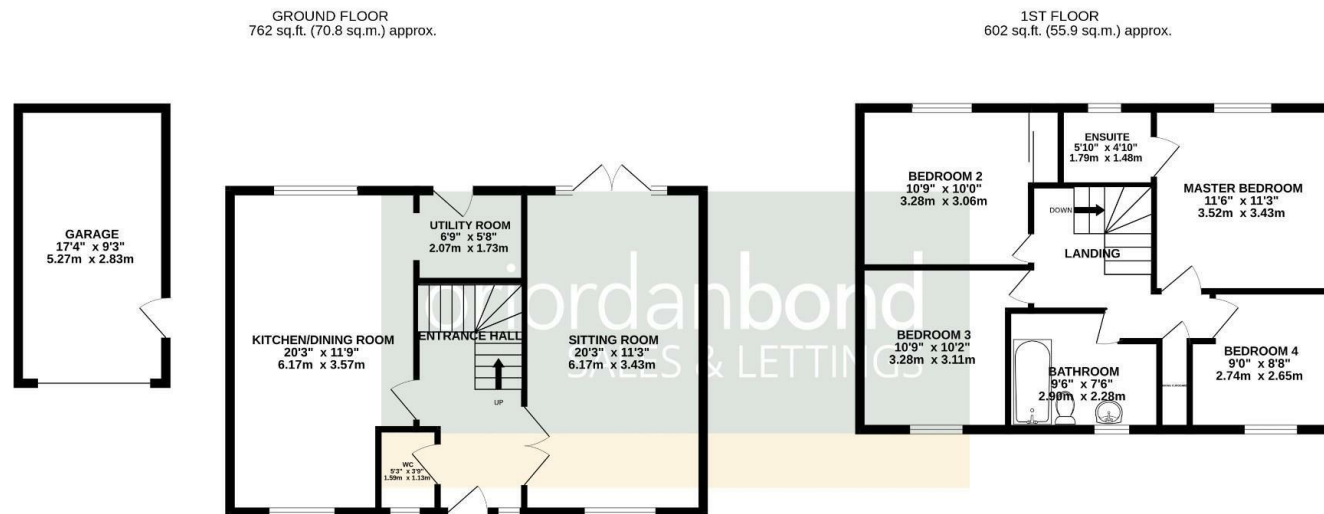 GROUND FLOOR
762 sq.ft. (70.8 sq.m.) approx.
1ST FLOOR
602 sq.ft. (55.9 sq.m.) approx.
GARAGE
17'4" x 9'3"
5.27m x 2.83m
KITCHEN/DINING ROOM
20'3" x 11'9"
6.17m x 3.57m
UTILITY ROOM
6'9" x 5'8"
2.07m x 1.73m
ENTRANCE HALL
UP
WC
5'3" x 3'9"
1.59m x 1.13m
SITTING ROOM
20'3" x 11'3"
6.17m x 3.43m
oriordanbond
SALES & LETTINGS
BEDROOM 2
10'9" x 10'0"
3.28m x 3.06m
ENSUITE
5'10" x 4'10"
1.79m x 1.48m
MASTER BEDROOM
11'6" x 11'3"
3.52m x 3.43m
DOWN
LANDING
BEDROOM 3
10'9" x 10'2"
3.28m x 3.11m
BATHROOM
9'6" x 7'6"
2.90m x 2.28m
BEDROOM 4
9'0" x 8'8"
2.74m x 2.65m